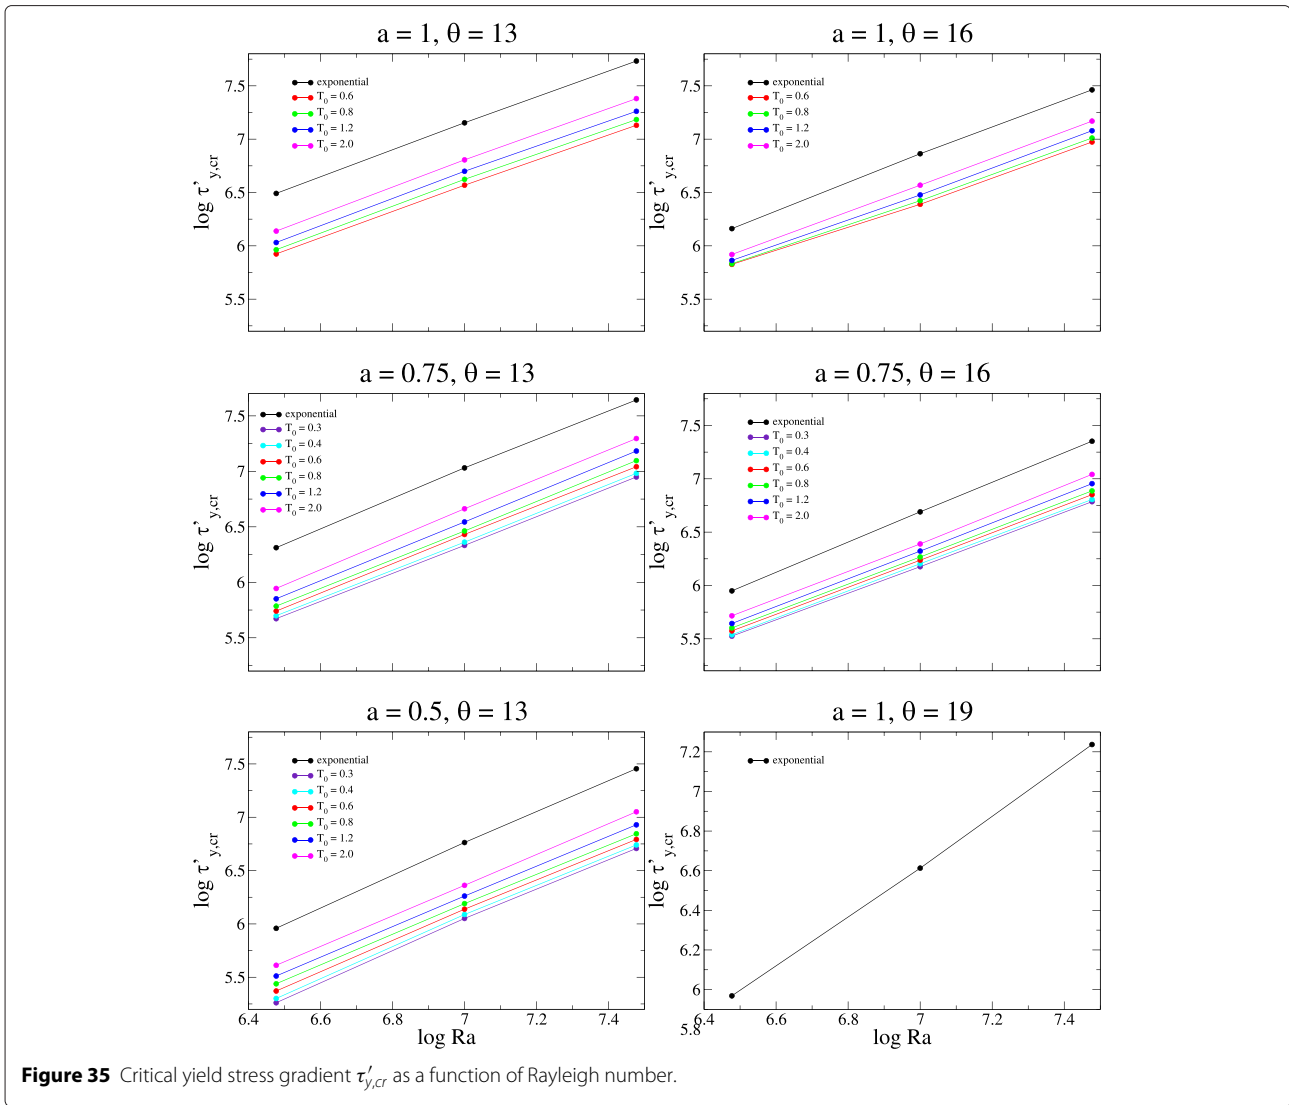 a = 1, θ = 13
7.5
7
6.5
6
5.5
log τ'y,cr
exponential
T0 = 0.6
T0 = 0.8
T0 = 1.2
T0 = 2.0
a = 1, θ = 16
7.5
7
6.5
6
5.5
log τ'y,cr
exponential
T0 = 0.6
T0 = 0.8
T0 = 1.2
T0 = 2.0
a = 0.75, θ = 13
7.5
7
6.5
6
5.5
log τ'y,cr
exponential
T0 = 0.3
T0 = 0.4
T0 = 0.6
T0 = 0.8
T0 = 1.2
T0 = 2.0
a = 0.75, θ = 16
7.5
7
6.5
6
5.5
log τ'y,cr
exponential
T0 = 0.3
T0 = 0.4
T0 = 0.6
T0 = 0.8
T0 = 1.2
T0 = 2.0
a = 0.5, θ = 13
7.5
7
6.5
6
5.5
log τ'y,cr
exponential
T0 = 0.3
T0 = 0.4
T0 = 0.6
T0 = 0.8
T0 = 1.2
T0 = 2.0
6.4 6.6 6.8 7 7.2 7.4
log Ra
a = 1, θ = 19
7.2
7
6.8
6.6
6.4
6.2
6
5.8
log τ'y,cr
exponential
6.4 6.6 6.8 7 7.2 7.4
log Ra
Figure 35 Critical yield stress gradient τ′y,cr as a function of Rayleigh number.